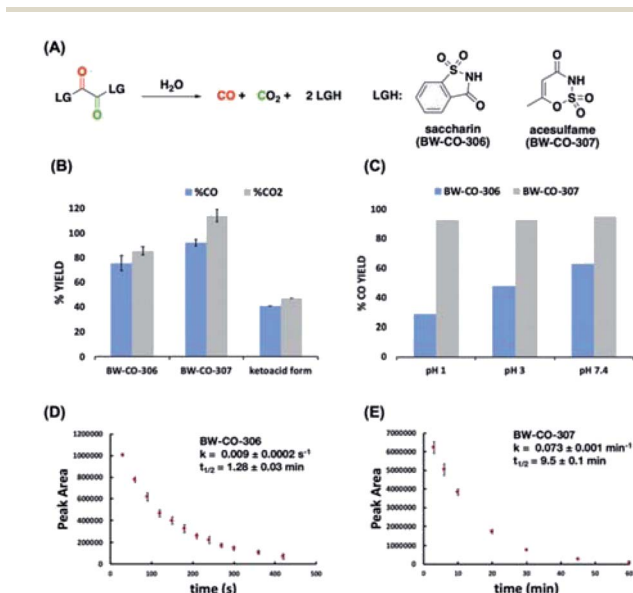 (A)
O
LG
LG
O
H₂O
CO + CO₂ + 2 LGH
LGH:
O
O
S
NH
O
saccharin
(BW-CO-306)
O
NH
O
S
O
O
acesulfame
(BW-CO-307)
(B)
%CO %CO2
% YIELD
120
100
80
60
40
20
0
BW-CO-306 BW-CO-307 ketoacid form
(C)
BW-CO-306 BW-CO-307
% CO YIELD
100
80
60
40
20
0
pH 1 pH 3 pH 7.4
(D)
BW-CO-306
k = 0.009 ± 0.0002 s⁻¹
t1/2 = 1.28 ± 0.03 min
Peak Area
1200000
1000000
800000
600000
400000
200000
0
0 100 200 300 400 500
Time (s)
(E)
BW-CO-307
k = 0.073 ± 0.001 min⁻¹
t1/2 = 9.5 ± 0.1 min
Peak Area
7000000
6000000
5000000
4000000
3000000
2000000
1000000
0
0 10 20 30 40 50 60
Time (min)